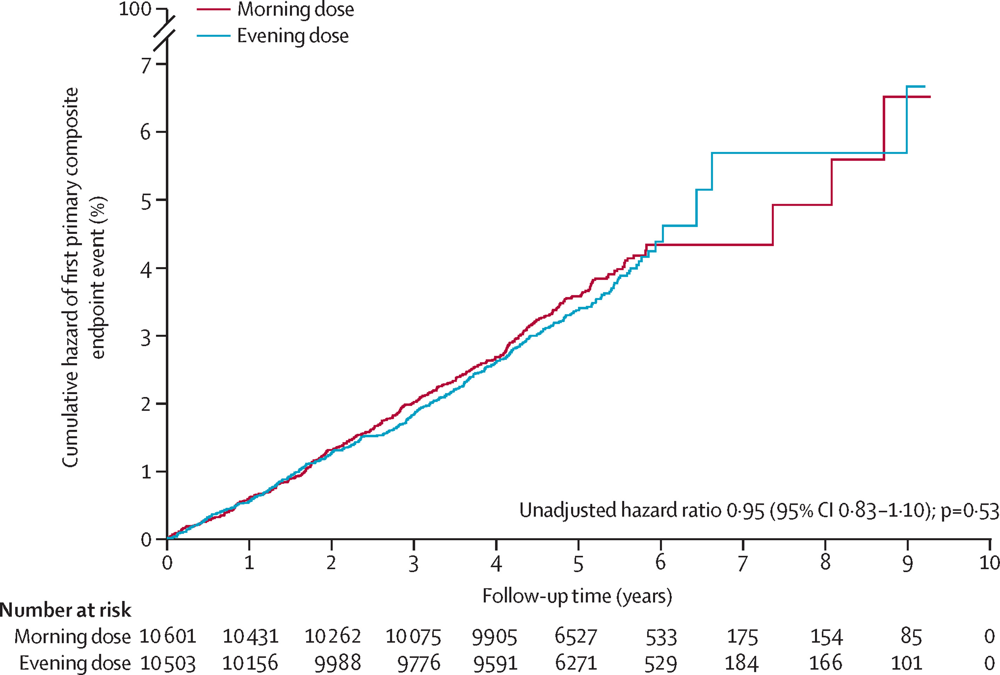 100
Morning dose
Evening dose
7
6
5
4
3
2
1
0
Cumulative hazard of first primary composite
endpoint event (%)
Unadjusted hazard ratio 0·95 (95% CI 0·83–1·10); p=0·53
0 1 2 3 4 5 6 7 8 9 10
Follow-up time (years)
Number at risk
Morning dose 10 601 10 431 10 262 10 075 9905 6527 533 175 154 85 0
Evening dose 10 503 10 156 9988 9776 9591 6271 529 184 166 101 0